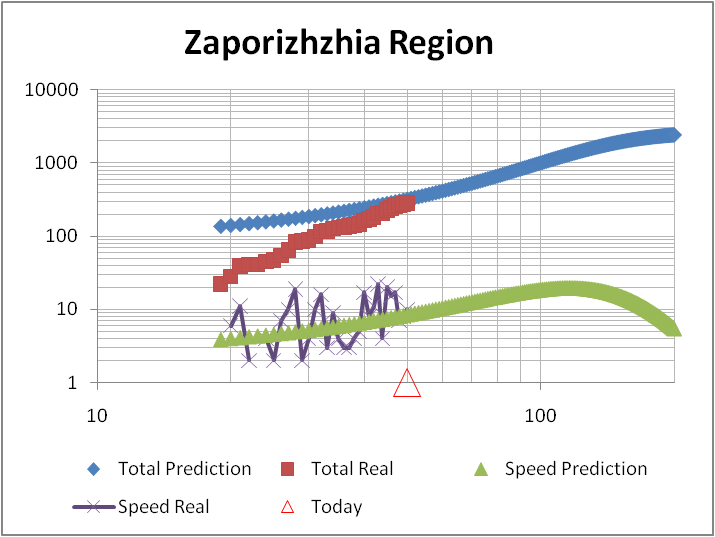 Zaporizhzhia Region
10000
1000
100
10
1
10 100
Total Prediction Total Real Speed Prediction
Speed Real Today